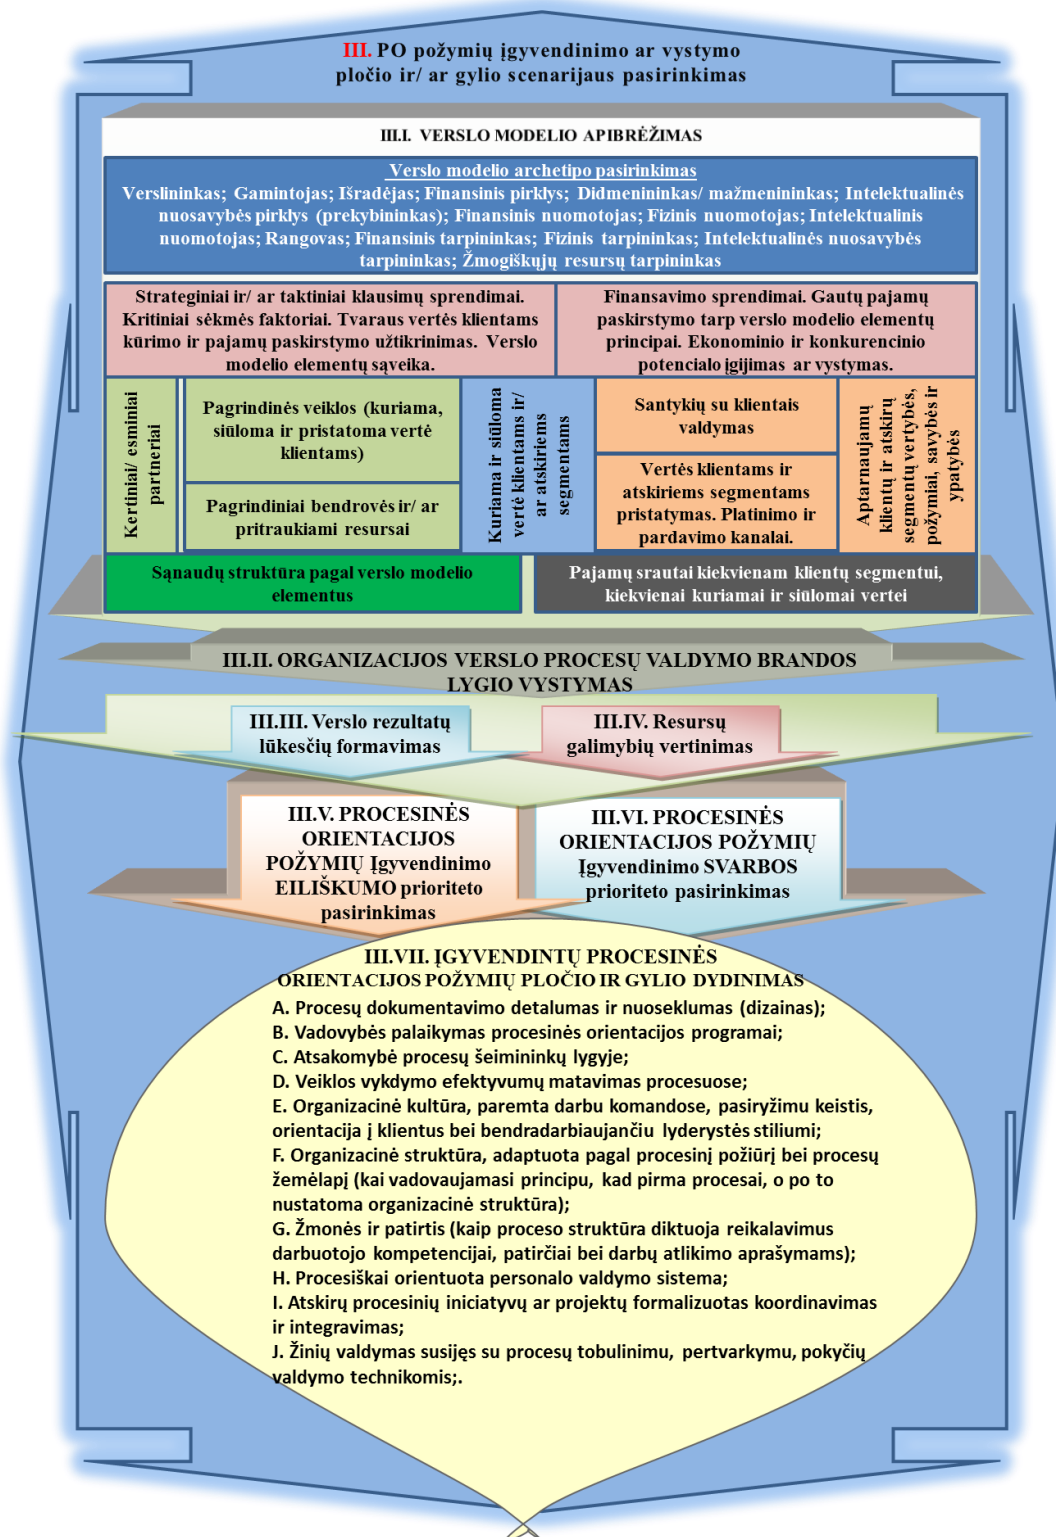 III. PO požymių įgyvendinimo ar vystymo
pločio ir/ ar gylio scenarijaus pasirinkimas
III.I. VERSLO MODELIO APIBRĖŽIMAS
Verslo modelio archetipo pasirinkimas
Verslininkas; Gamintojas; Išradėjas; Finansinis pirklys; Didmenininkas/ mažmenininkas; Intelektualinės
nuosavybės pirklys (prekybininkas); Finansinis nuomotojas; Fizinis nuomotojas; Intelektualinis
nuomotojas; Rangovas; Finansinis tarpininkas; Fizinis tarpininkas; Intelektualinės nuosavybės
tarpininkas; Žmogiškųjų resursų tarpininkas
Strateginiai ir/ ar taktiniai klausimų sprendimai.
Kritiniai sėkmės faktoriai. Tvaraus vertės klientams
kūrimo ir pajamų paskirstymo užtikrinimas. Verslo
modelio elementų sąveika.
Finansavimo sprendimai. Gautų pajamų
paskirstymo tarp verslo modelio elementų
principai. Ekonominio ir konkurencinio
potencialo įgijimas ar vystymas.
Kertiniai/ esminiai
partneriai
Pagrindinės veiklos (kuriama,
siūloma ir pristatoma vertė
klientams)
Pagrindiniai bendrovės ir/ ar
pritraukiami resursai
Kuriama ir siūloma
vertė klientams ir/
ar atskiriems
segmentams
Santykių su klientais
valdymas
Vertės klientams ir
atskiriems segmentams
pristatymas. Platinimo ir
pardavimo kanalai.
Aptarnaujamų
klientų ir atskirų
segmentų vertybės,
požymiai, savybės ir
ypatybės
Sąnaudų struktūra pagal verslo modelio
elementus
Pajamų srautai kiekvienam klientų segmentui,
kiekvienai kuriamai ir siūlomai vertei
III.II. ORGANIZACIJOS VERSLO PROCESŲ VALDYMO BRANDOS
LYGIO VYSTYMAS
III.III. Verslo rezultatų
lūkesčių formavimas
III.IV. Resursų
galimybių vertinimas
III.V. PROCESINĖS
ORIENTACIJOS
POŽYMIŲ Įgyvendinimo
EILIŠKUMO prioriteto
pasirinkimas
III.VI. PROCESINĖS
ORIENTACIJOS POŽYMIŲ
Įgyvendinimo SVARBOS
prioriteto pasirinkimas
III.VII. ĮGYVENDINTŲ PROCESINĖS
ORIENTACIJOS POŽYMIŲ PLOČIO IR GYLIO DYDINIMAS
A. Procesų dokumentavimo detalumas ir nuoseklumas (dizainas);
B. Vadovybės palaikymas procesinės orientacijos programai;
C. Atsakomybė procesų šeimininkų lygyje;
D. Veiklos vykdymo efektyvumų matavimas procesuose;
E. Organizacinė kultūra, paremta darbu komandose, pasiryžimu keistis,
orientacija į klientus bei bendradarbiaujančiu lyderystės stiliumi;
F. Organizacinė struktūra, adaptuota pagal procesinį požiūrį bei procesų
žemėlapį (kai vadovaujamasi principu, kad pirma procesai, o po to
nustatoma organizacinė struktūra);
G. Žmonės ir patirtis (kaip proceso struktūra diktuoja reikalavimus
darbuotojo kompetencijai, patirčiai bei darbų atlikimo aprašymams);
H. Procesiškai orientuota personalo valdymo sistema;
I. Atskirų procesinių iniciatyvų ar projektų formalizuotas koordinavimas
ir integravimas;
J. Žinių valdymas susijęs su procesų tobulinimu, pertvarkymu, pokyčių
valdymo technikomis;.